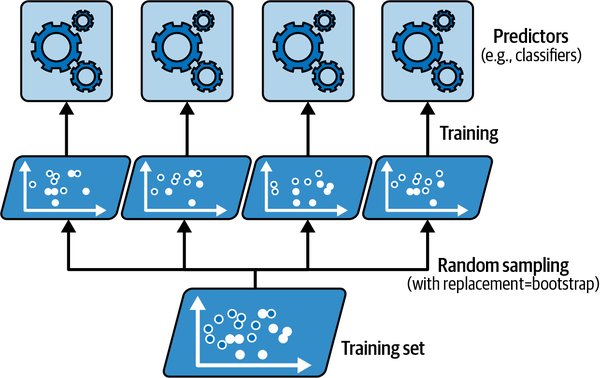 Predictors
(e.g., classifiers)
Training
Random sampling
(with replacement=bootstrap)
Training set